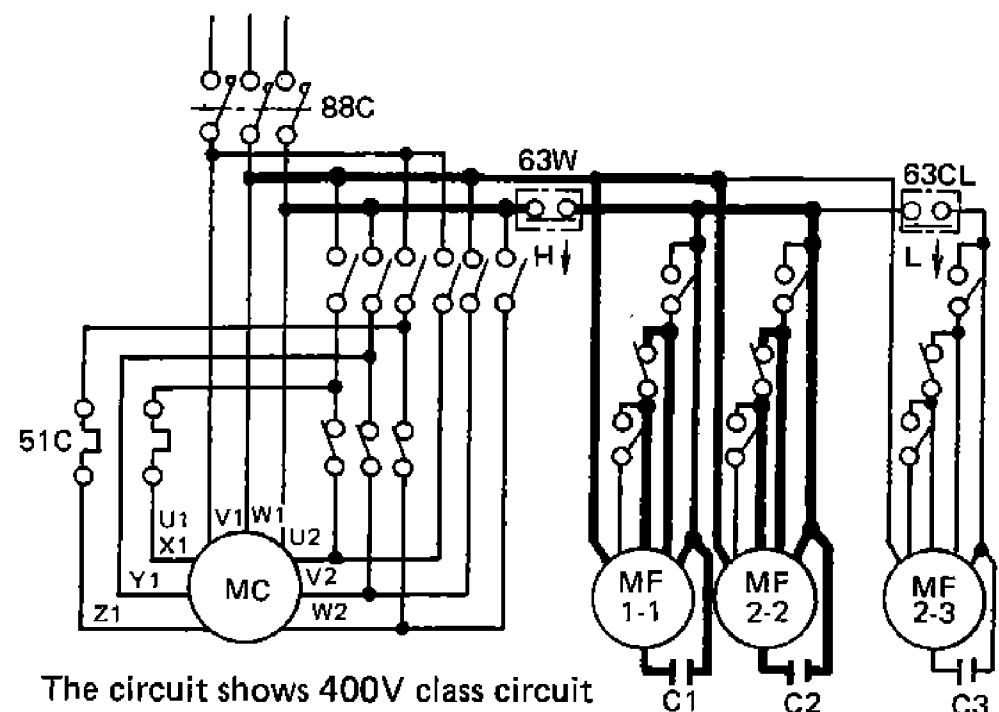 88C
63W
63CL
H
L
51C
U1
X1
V1
W1
U2
Y1
V2
Z1
W2
MC
MF
1-1
MF
2-2
MF
2-3
C1
C2
C3
The circuit shows 400V class circuit